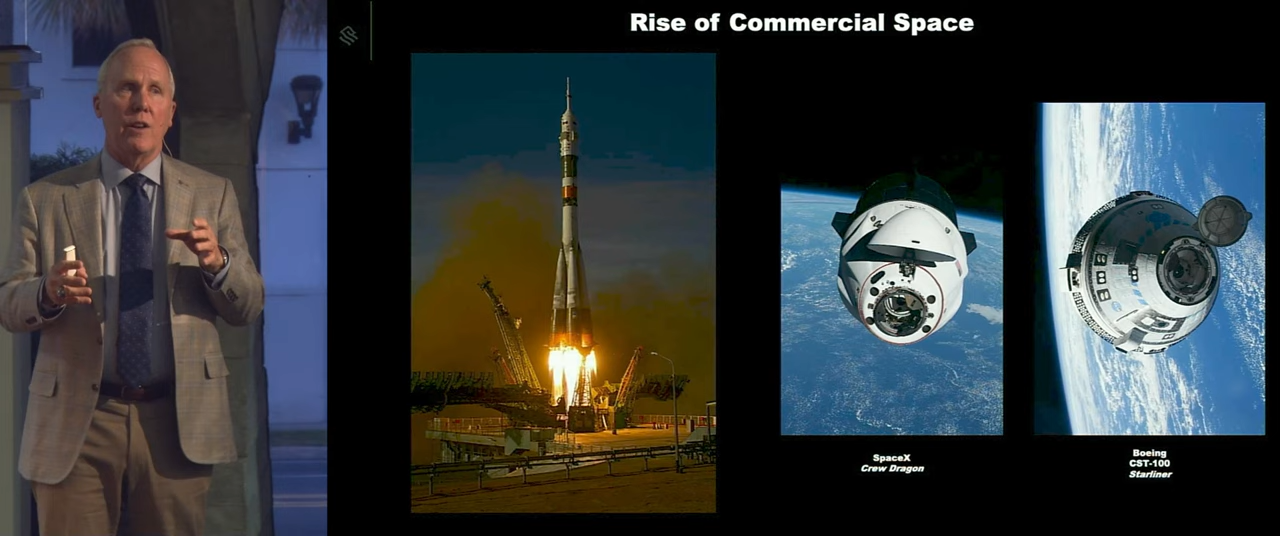 Rise of Commercial Space
SpaceX
Crew Dragon
Boeing
CST-100
Starliner